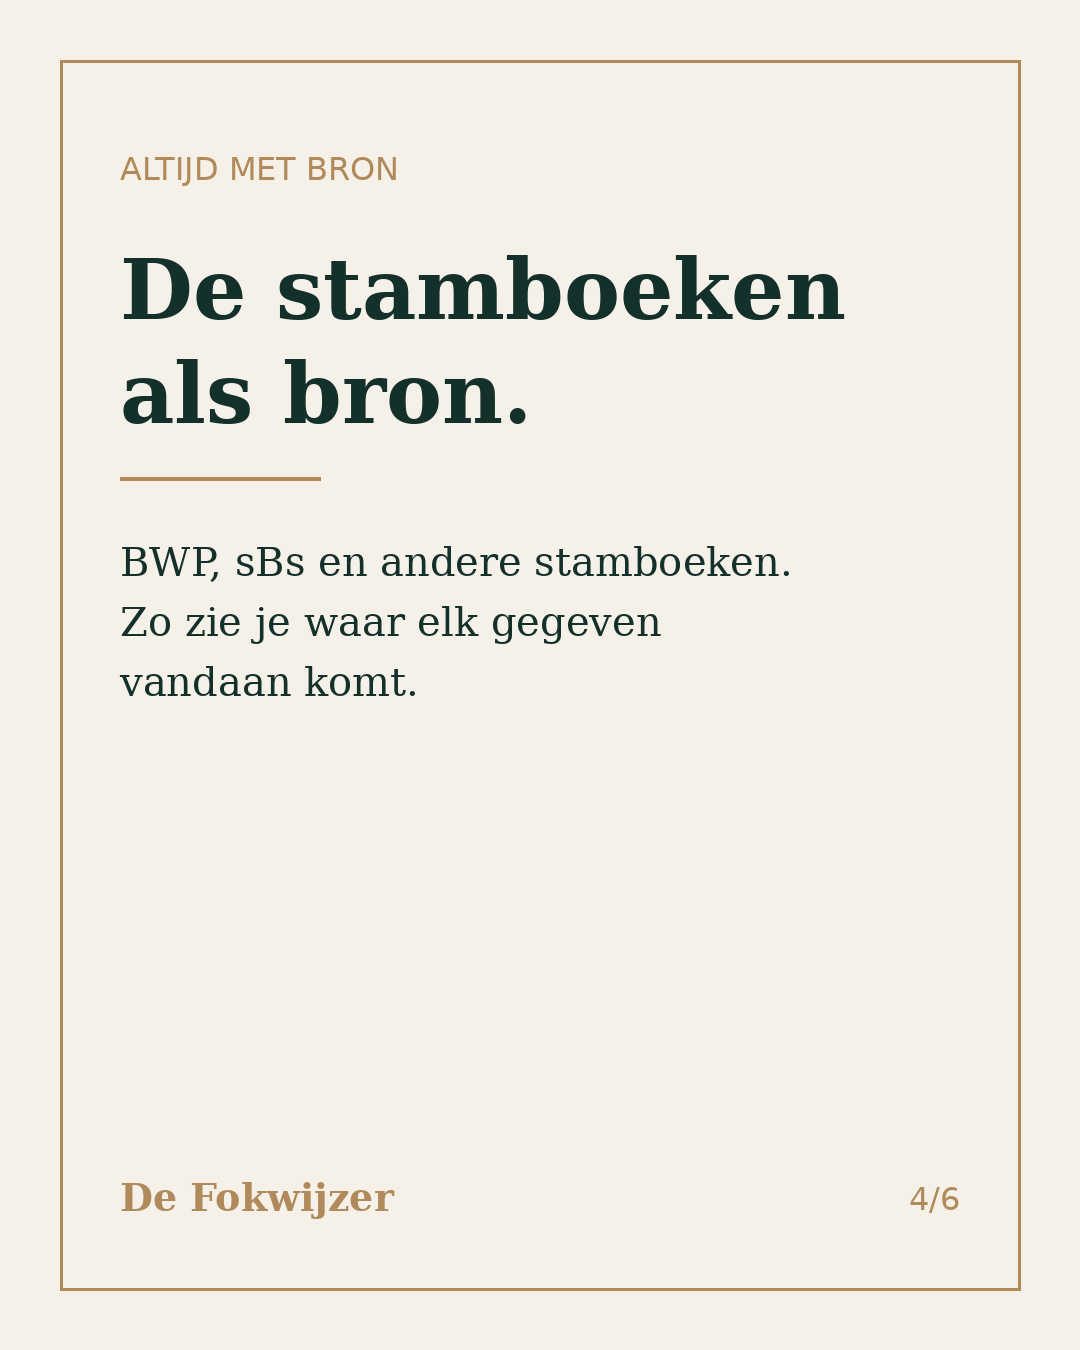 ALTIJD MET BRON
De stamboeken
als bron.
BWP, sBs en andere stamboeken.
Zo zie je waar elk gegeven
vandaan komt.
De Fokwijzer
4/6